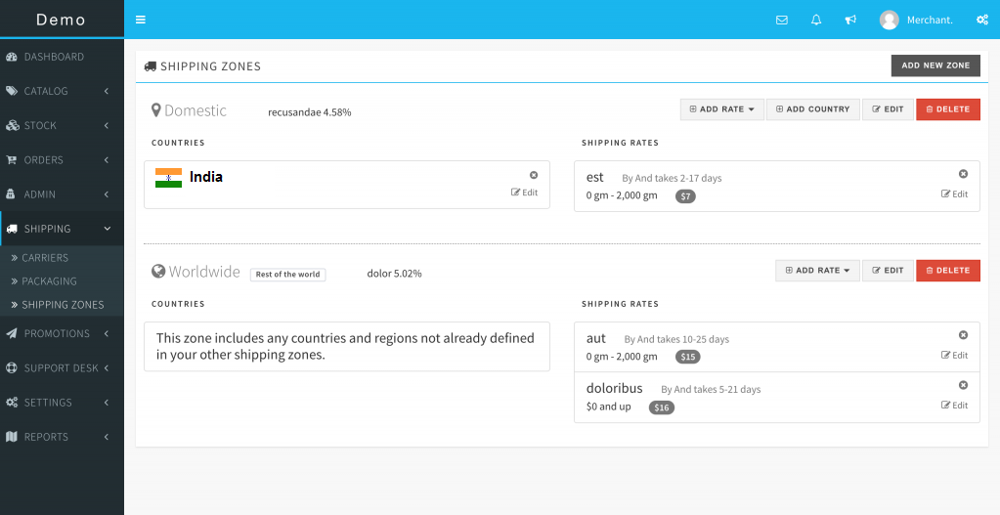 Demo
Merchant.
DASHBOARD
CATALOG
STOCK
ORDERS
ADMIN
SHIPPING
CARRIERS
PACKAGING
SHIPPING ZONES
PROMOTIONS
SUPPORT DESK
SETTINGS
REPORTS
SHIPPING ZONES
ADD NEW ZONE
Domestic recusandae 4.58%
ADD RATE ADD COUNTRY EDIT DELETE
COUNTRIES
India
Edit
SHIPPING RATES
est By And takes 2-17 days
0 gm - 2,000 gm $7 Edit
Worldwide Rest of the world dolor 5.02%
ADD RATE EDIT DELETE
COUNTRIES
This zone includes any countries and regions not already defined
in your other shipping zones.
SHIPPING RATES
aut By And takes 10-25 days
0 gm - 2,000 gm $15 Edit
doloribus By And takes 5-21 days
$0 and up $16 Edit